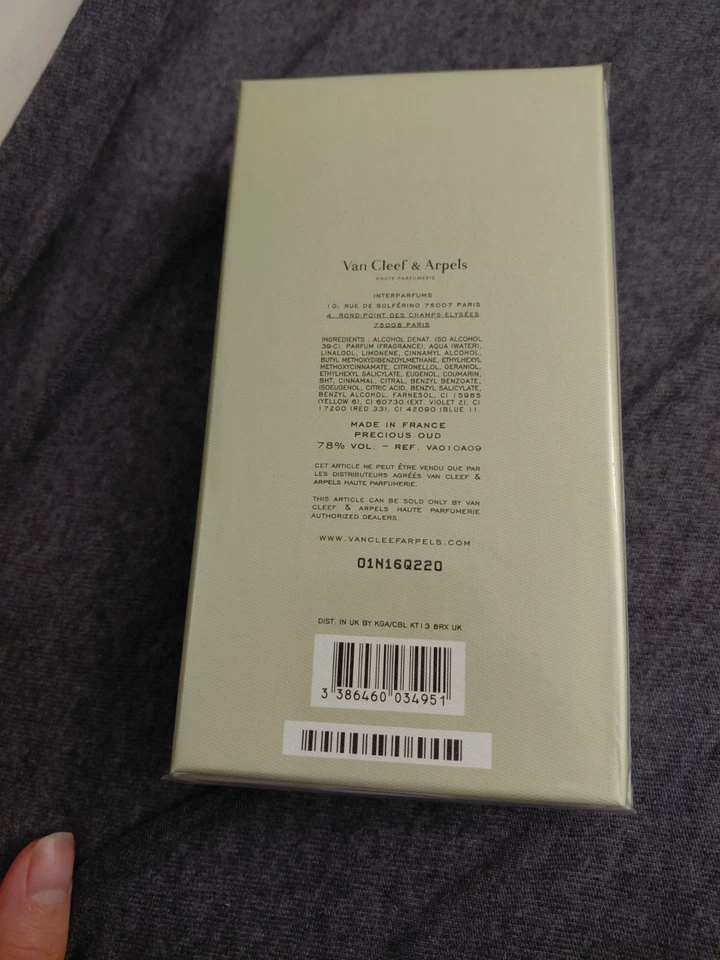 Van Cleef & Arpels
HAUTE PARFUMERIE
INTERPARFUMS
10, RUE DE SOLFÉRINO 75007 PARIS
4, ROND-POINT DES CHAMPS-ELYSÉES
75008 PARIS
INGREDIENTS : ALCOHOL DENAT. (SD ALCOHOL
39-C), PARFUM (FRAGRANCE), AQUA (WATER),
LINALOOL, LIMONENE, CINNAMYL ALCOHOL,
BUTYL METHOXYDIBENZOYLMETHANE, ETHYLHEXYL
METHOXYCINNAMATE, CITRONELLOL, GERANIOL,
ETHYLHEXYL SALICYLATE, EUGENOL, COUMARIN,
BHT, CINNAMAL, CITRAL, BENZYL BENZOATE,
ISOEUGENOL, CITRIC ACID, BENZYL SALICYLATE,
BENZYL ALCOHOL, FARNESOL, CI 15985
(YELLOW 6), CI 60730 (EXT. VIOLET 2), CI
17200 (RED 33), CI 42090 (BLUE 1).
MADE IN FRANCE
PRECIOUS OUD
78% VOL. – REF. VA010A09
CET ARTICLE NE PEUT ÊTRE VENDU QUE PAR
LES DISTRIBUTEURS AGRÉÉS VAN CLEEF &
ARPELS HAUTE PARFUMERIE.
THIS ARTICLE CAN BE SOLD ONLY BY VAN
CLEEF & ARPELS HAUTE PARFUMERIE
AUTHORIZED DEALERS.
WWW.VANCLEEFARPELS.COM
01N16Q220
DIST. IN UK BY KGA/CBL KT13 8RX UK
3 386460 034951